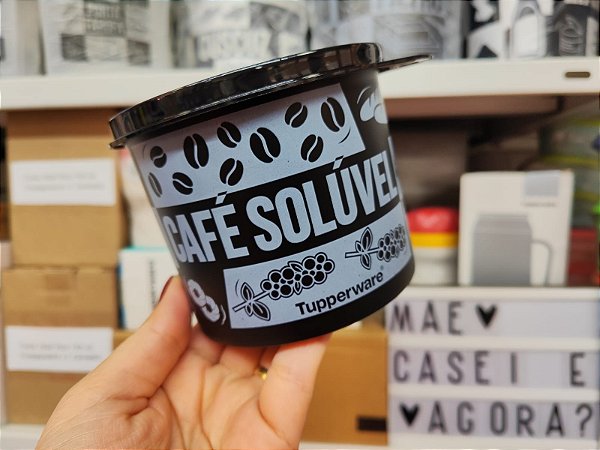 CAFÉ SOLÚVEL
Tupperware®
MAE ♥
CASEI E
♥ AGORA?